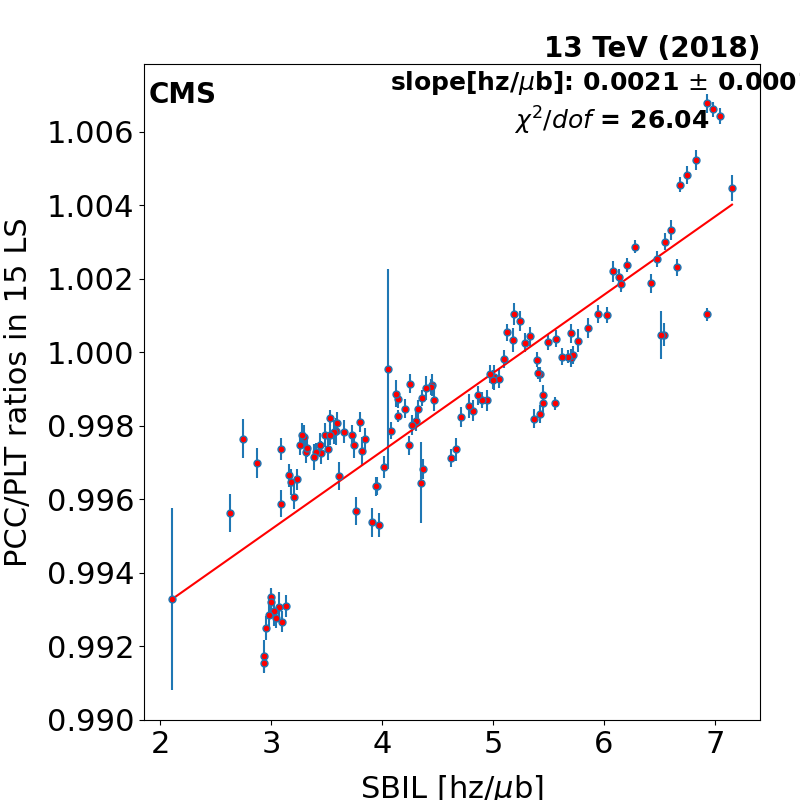 13 TeV (2018)
CMS
slope[hz/μb]: 0.0021 ± 0.000
χ²/dof = 26.04
PCC/PLT ratios in 15 LS
1.006
1.004
1.002
1.000
0.998
0.996
0.994
0.992
0.990
2 3 4 5 6 7
SBIL [hz/μb]